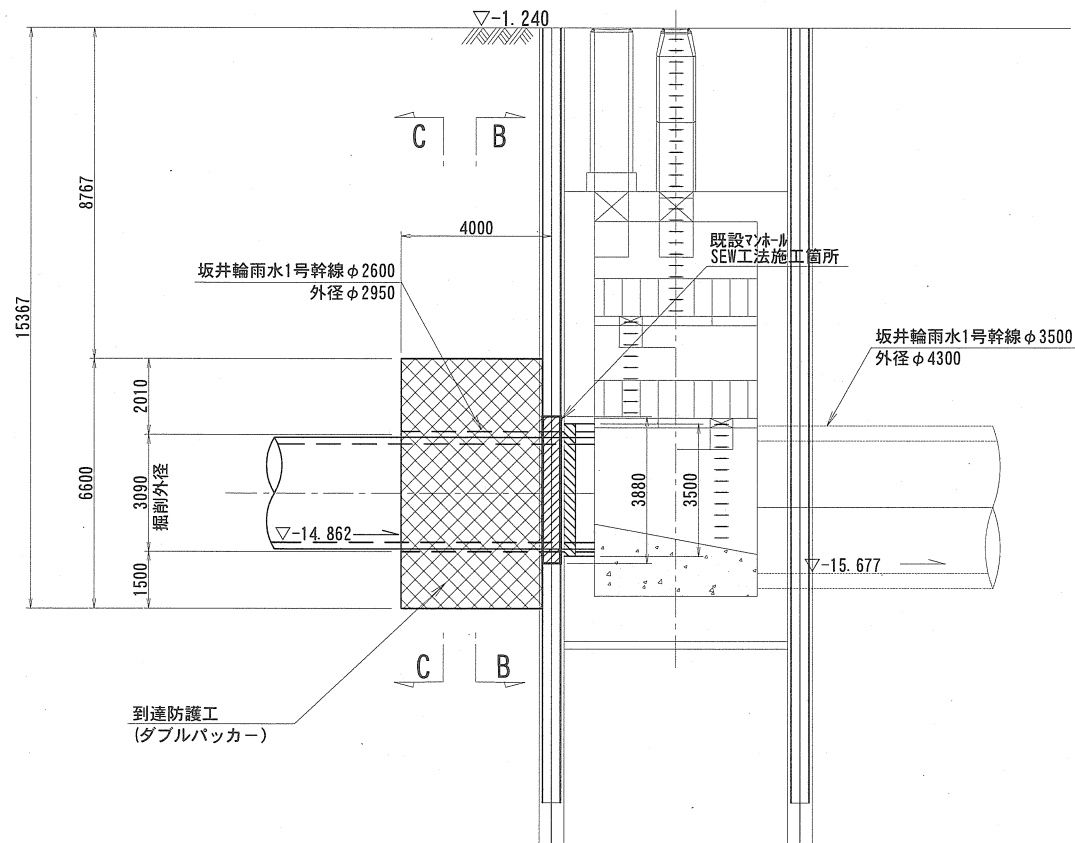 ▽-1.240
C
B
8767
4000
既設マンホール
SEW工法施工箇所
坂井輪雨水1号幹線φ2600
外径φ2950
15367
坂井輪雨水1号幹線φ3500
外径φ4300
2010
6600
3090
掘削外径
3880
3500
▽-14.862
▽-15.677
1500
C
B
到達防護工
(ダブルパッカー)